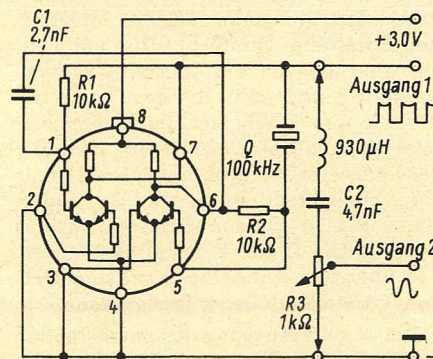 C1
2,7nF
R1
10kΩ
+3,0V
Ausgang 1
8
1
7
Q
100kHz
930µH
2
6
C2
4,7nF
R2
10kΩ
Ausgang 2
3
5
4
R3
1kΩ